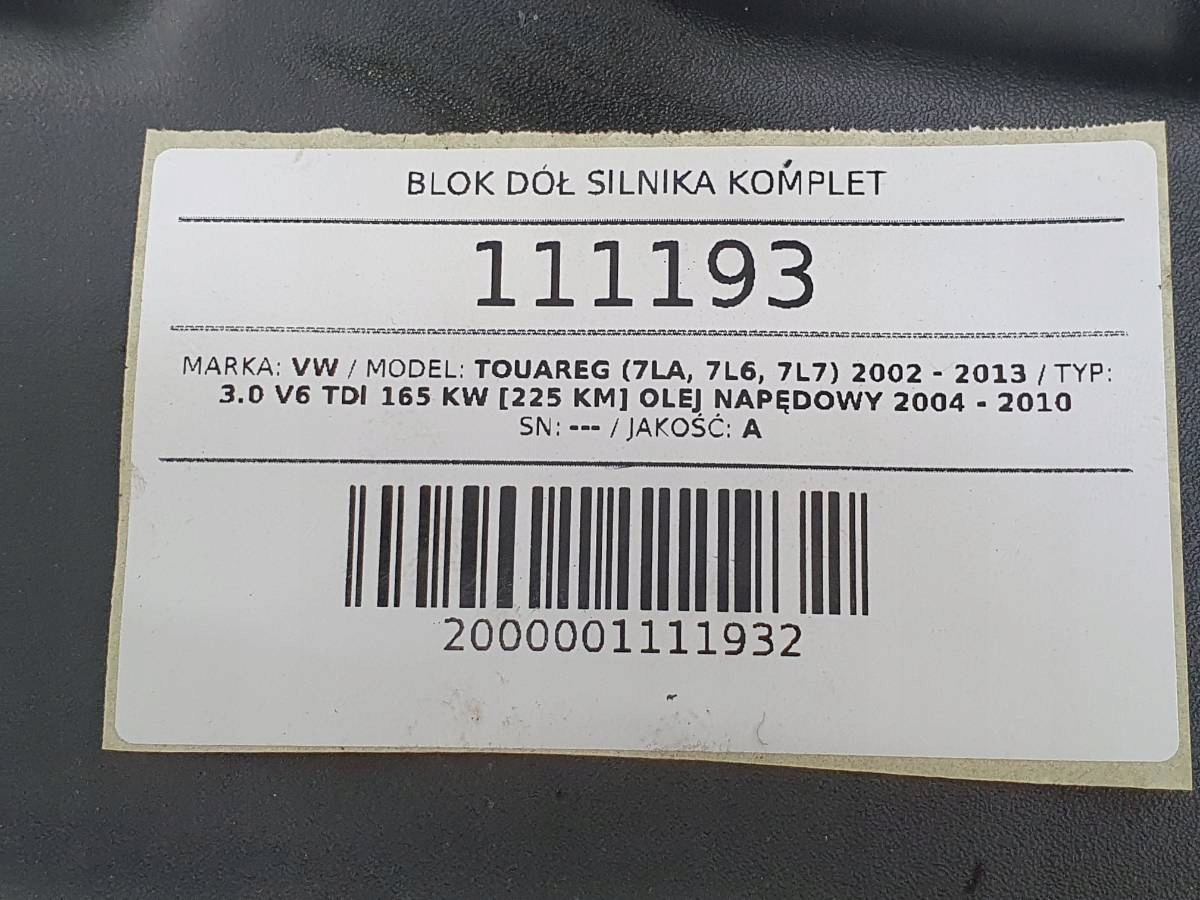 BLOK DÓŁ SILNIKA KOMPLET
111193
MARKA: VW / MODEL: TOUAREG (7LA, 7L6, 7L7) 2002 - 2013 / TYP:
3.0 V6 TDI 165 KW [225 KM] OLEJ NAPĘDOWY 2004 - 2010
SN: --- / JAKOŚĆ: A
2000001111932